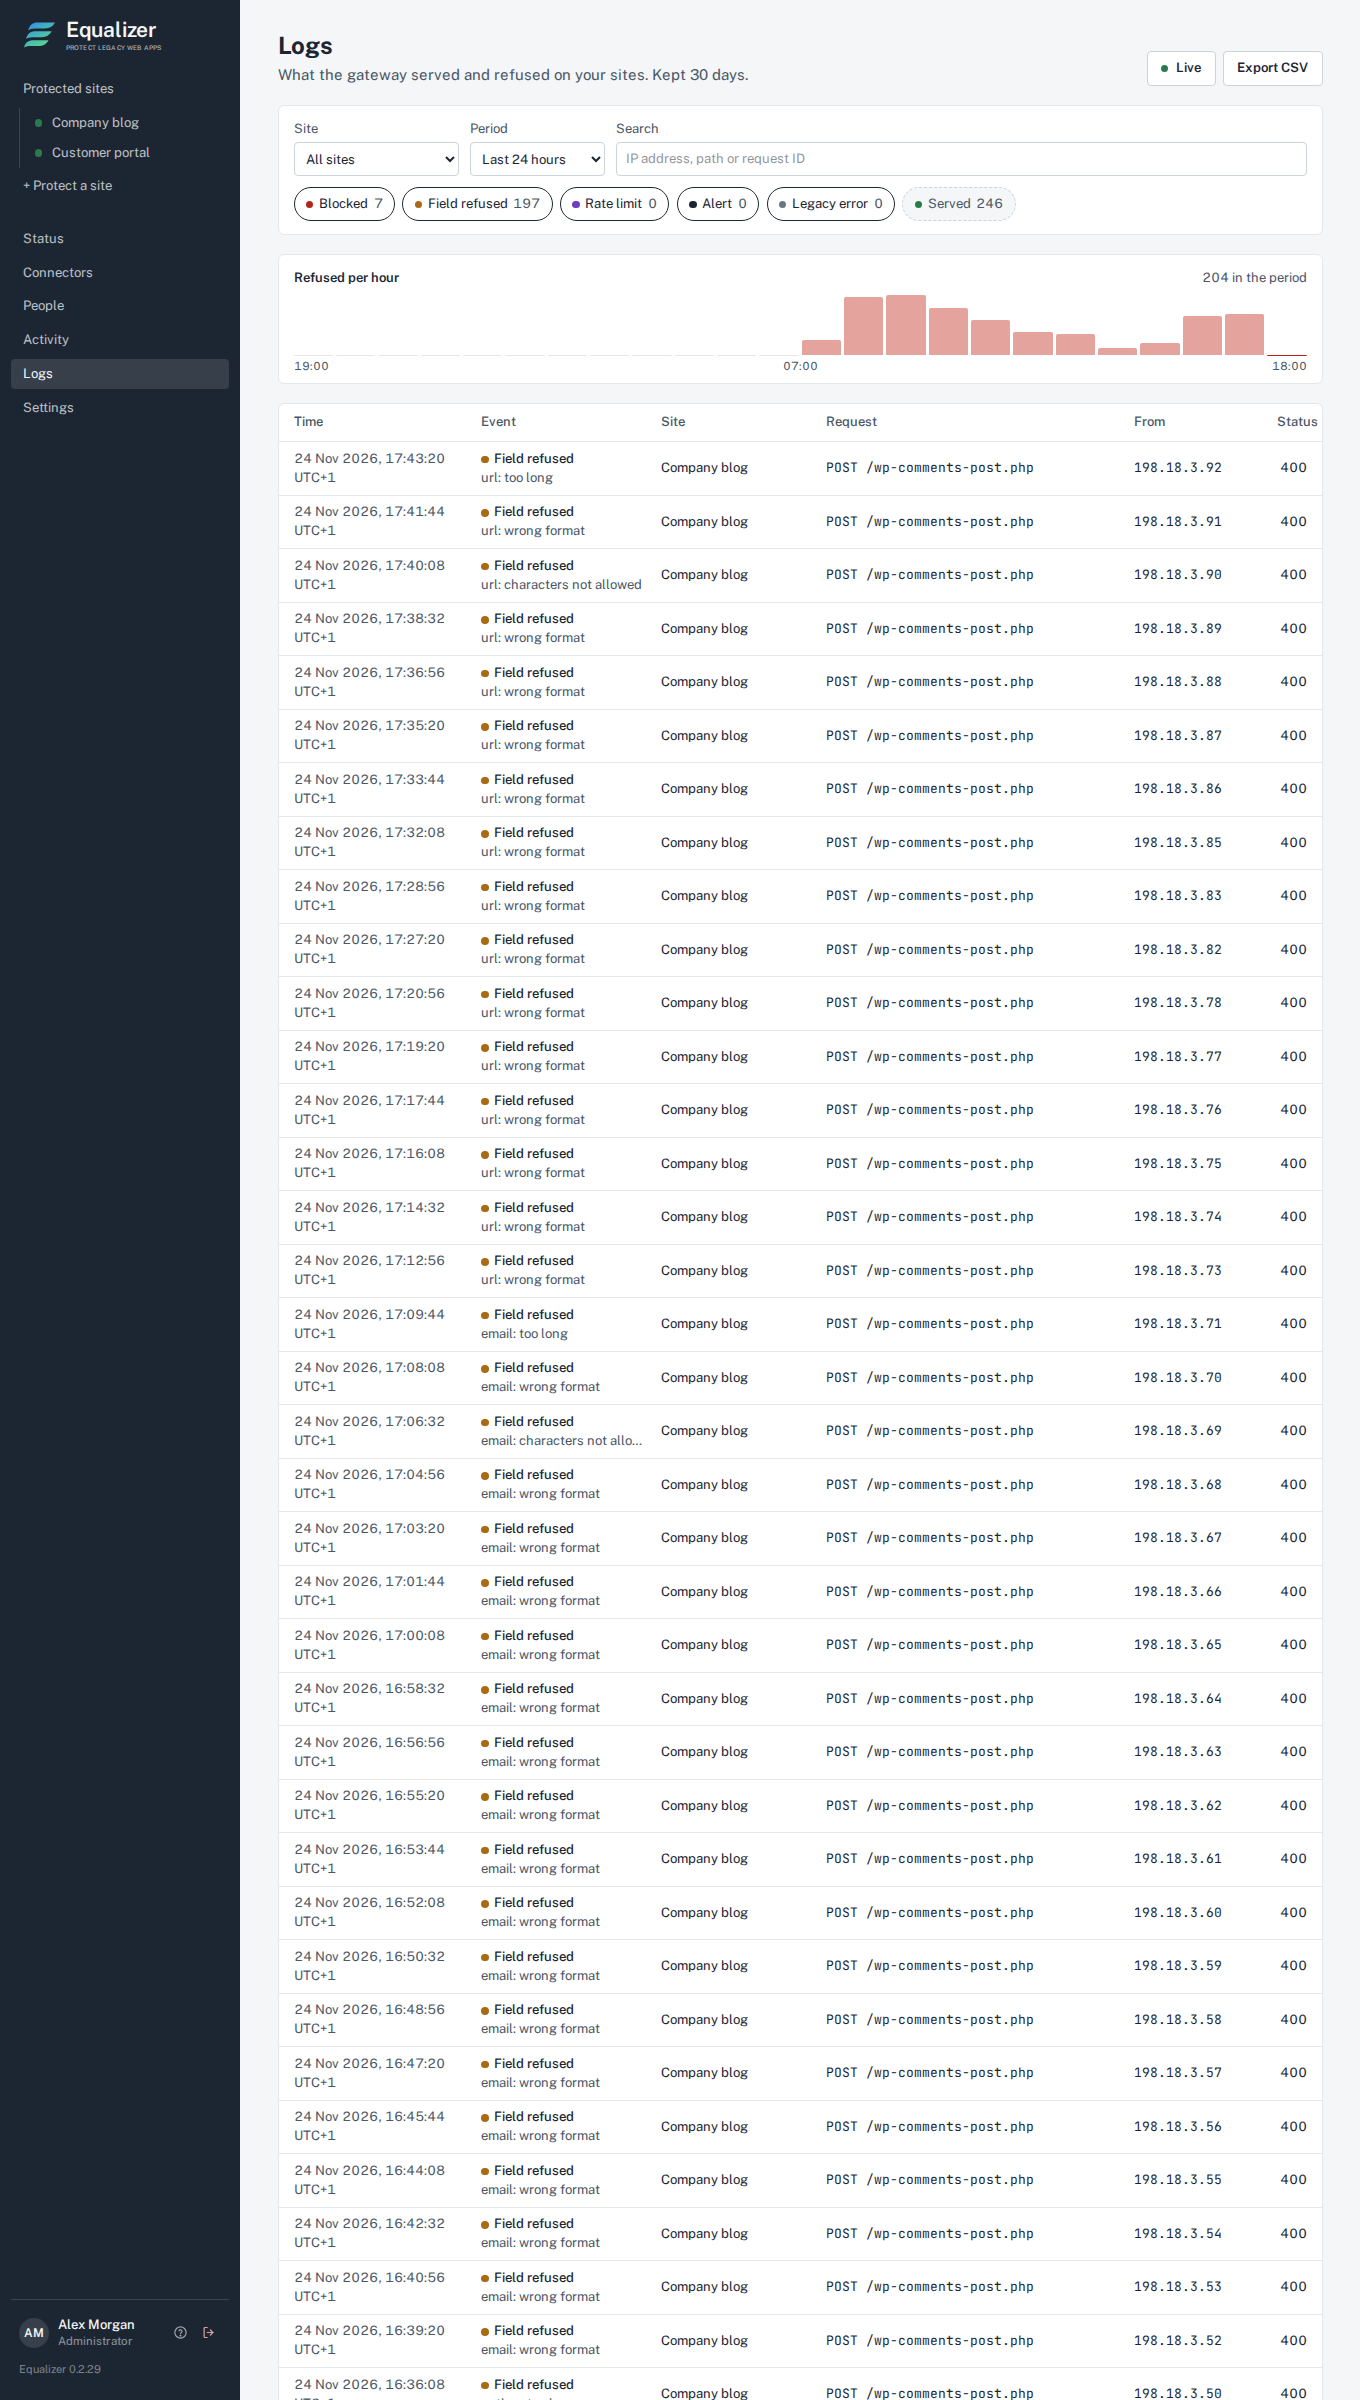 Equalizer
PROTECT LEGACY WEB APPS
Protected sites
Company blog
Customer portal
+ Protect a site
Status
Connectors
People
Activity
Logs
Settings
AM
Alex Morgan
Administrator
Equalizer 0.2.29
Logs
What the gateway served and refused on your sites. Kept 30 days.
Live
Export CSV
Site
Period
Search
All sites
Last 24 hours
IP address, path or request ID
Blocked 7
Field refused 197
Rate limit 0
Alert 0
Legacy error 0
Served 246
Refused per hour
204 in the period
19:00
07:00
18:00
Time Event Site Request From Status
24 Nov 2026, 17:43:20 UTC+1 Field refused url: too long Company blog POST /wp-comments-post.php 198.18.3.92 400
24 Nov 2026, 17:41:44 UTC+1 Field refused url: wrong format Company blog POST /wp-comments-post.php 198.18.3.91 400
24 Nov 2026, 17:40:08 UTC+1 Field refused url: characters not allowed Company blog POST /wp-comments-post.php 198.18.3.90 400
24 Nov 2026, 17:38:32 UTC+1 Field refused url: wrong format Company blog POST /wp-comments-post.php 198.18.3.89 400
24 Nov 2026, 17:36:56 UTC+1 Field refused url: wrong format Company blog POST /wp-comments-post.php 198.18.3.88 400
24 Nov 2026, 17:35:20 UTC+1 Field refused url: wrong format Company blog POST /wp-comments-post.php 198.18.3.87 400
24 Nov 2026, 17:33:44 UTC+1 Field refused url: wrong format Company blog POST /wp-comments-post.php 198.18.3.86 400
24 Nov 2026, 17:32:08 UTC+1 Field refused url: wrong format Company blog POST /wp-comments-post.php 198.18.3.85 400
24 Nov 2026, 17:28:56 UTC+1 Field refused url: wrong format Company blog POST /wp-comments-post.php 198.18.3.83 400
24 Nov 2026, 17:27:20 UTC+1 Field refused url: wrong format Company blog POST /wp-comments-post.php 198.18.3.82 400
24 Nov 2026, 17:20:56 UTC+1 Field refused url: wrong format Company blog POST /wp-comments-post.php 198.18.3.78 400
24 Nov 2026, 17:19:20 UTC+1 Field refused url: wrong format Company blog POST /wp-comments-post.php 198.18.3.77 400
24 Nov 2026, 17:17:44 UTC+1 Field refused url: wrong format Company blog POST /wp-comments-post.php 198.18.3.76 400
24 Nov 2026, 17:16:08 UTC+1 Field refused url: wrong format Company blog POST /wp-comments-post.php 198.18.3.75 400
24 Nov 2026, 17:14:32 UTC+1 Field refused url: wrong format Company blog POST /wp-comments-post.php 198.18.3.74 400
24 Nov 2026, 17:12:56 UTC+1 Field refused url: wrong format Company blog POST /wp-comments-post.php 198.18.3.73 400
24 Nov 2026, 17:09:44 UTC+1 Field refused email: too long Company blog POST /wp-comments-post.php 198.18.3.71 400
24 Nov 2026, 17:08:08 UTC+1 Field refused email: wrong format Company blog POST /wp-comments-post.php 198.18.3.70 400
24 Nov 2026, 17:06:32 UTC+1 Field refused email: characters not allo... Company blog POST /wp-comments-post.php 198.18.3.69 400
24 Nov 2026, 17:04:56 UTC+1 Field refused email: wrong format Company blog POST /wp-comments-post.php 198.18.3.68 400
24 Nov 2026, 17:03:20 UTC+1 Field refused email: wrong format Company blog POST /wp-comments-post.php 198.18.3.67 400
24 Nov 2026, 17:01:44 UTC+1 Field refused email: wrong format Company blog POST /wp-comments-post.php 198.18.3.66 400
24 Nov 2026, 17:00:08 UTC+1 Field refused email: wrong format Company blog POST /wp-comments-post.php 198.18.3.65 400
24 Nov 2026, 16:58:32 UTC+1 Field refused email: wrong format Company blog POST /wp-comments-post.php 198.18.3.64 400
24 Nov 2026, 16:56:56 UTC+1 Field refused email: wrong format Company blog POST /wp-comments-post.php 198.18.3.63 400
24 Nov 2026, 16:55:20 UTC+1 Field refused email: wrong format Company blog POST /wp-comments-post.php 198.18.3.62 400
24 Nov 2026, 16:53:44 UTC+1 Field refused email: wrong format Company blog POST /wp-comments-post.php 198.18.3.61 400
24 Nov 2026, 16:52:08 UTC+1 Field refused email: wrong format Company blog POST /wp-comments-post.php 198.18.3.60 400
24 Nov 2026, 16:50:32 UTC+1 Field refused email: wrong format Company blog POST /wp-comments-post.php 198.18.3.59 400
24 Nov 2026, 16:48:56 UTC+1 Field refused email: wrong format Company blog POST /wp-comments-post.php 198.18.3.58 400
24 Nov 2026, 16:47:20 UTC+1 Field refused email: wrong format Company blog POST /wp-comments-post.php 198.18.3.57 400
24 Nov 2026, 16:45:44 UTC+1 Field refused email: wrong format Company blog POST /wp-comments-post.php 198.18.3.56 400
24 Nov 2026, 16:44:08 UTC+1 Field refused email: wrong format Company blog POST /wp-comments-post.php 198.18.3.55 400
24 Nov 2026, 16:42:32 UTC+1 Field refused email: wrong format Company blog POST /wp-comments-post.php 198.18.3.54 400
24 Nov 2026, 16:40:56 UTC+1 Field refused email: wrong format Company blog POST /wp-comments-post.php 198.18.3.53 400
24 Nov 2026, 16:39:20 UTC+1 Field refused email: wrong format Company blog POST /wp-comments-post.php 198.18.3.52 400
24 Nov 2026, 16:36:08 Field refused Company blog POST /wp-comments-post.php 198.18.3.50 400